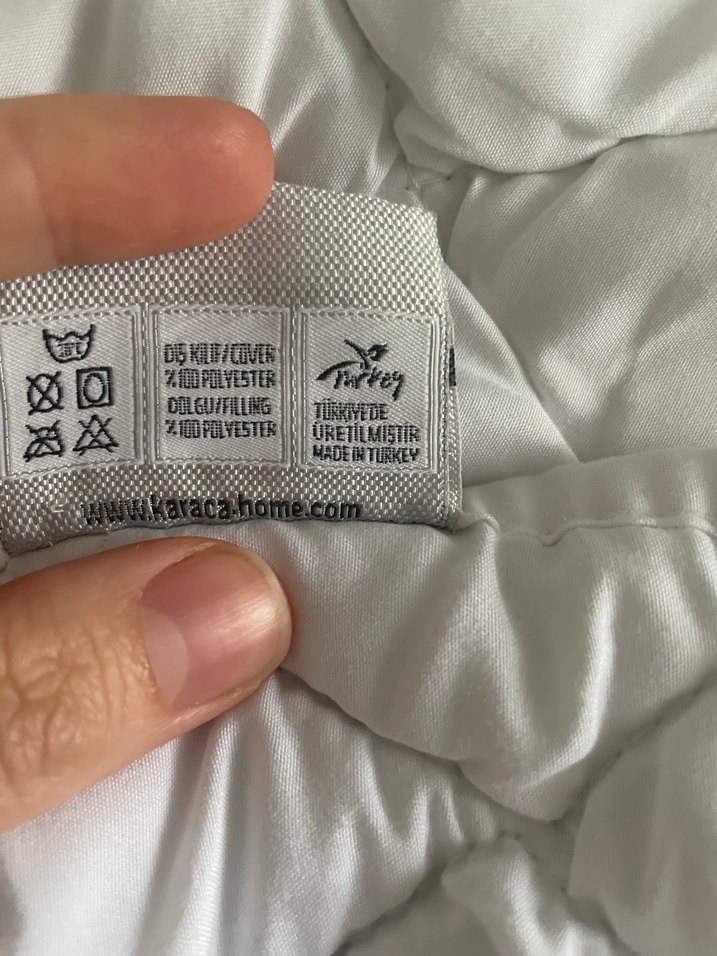 DIŞ KILIF/COVER
%100 POLYESTER
DOLGU/FILLING
%100 POLYESTER
Turkey
TÜRKİYE'DE
ÜRETİLMİŞTİR
MADE IN TURKEY
www.karaca-home.com